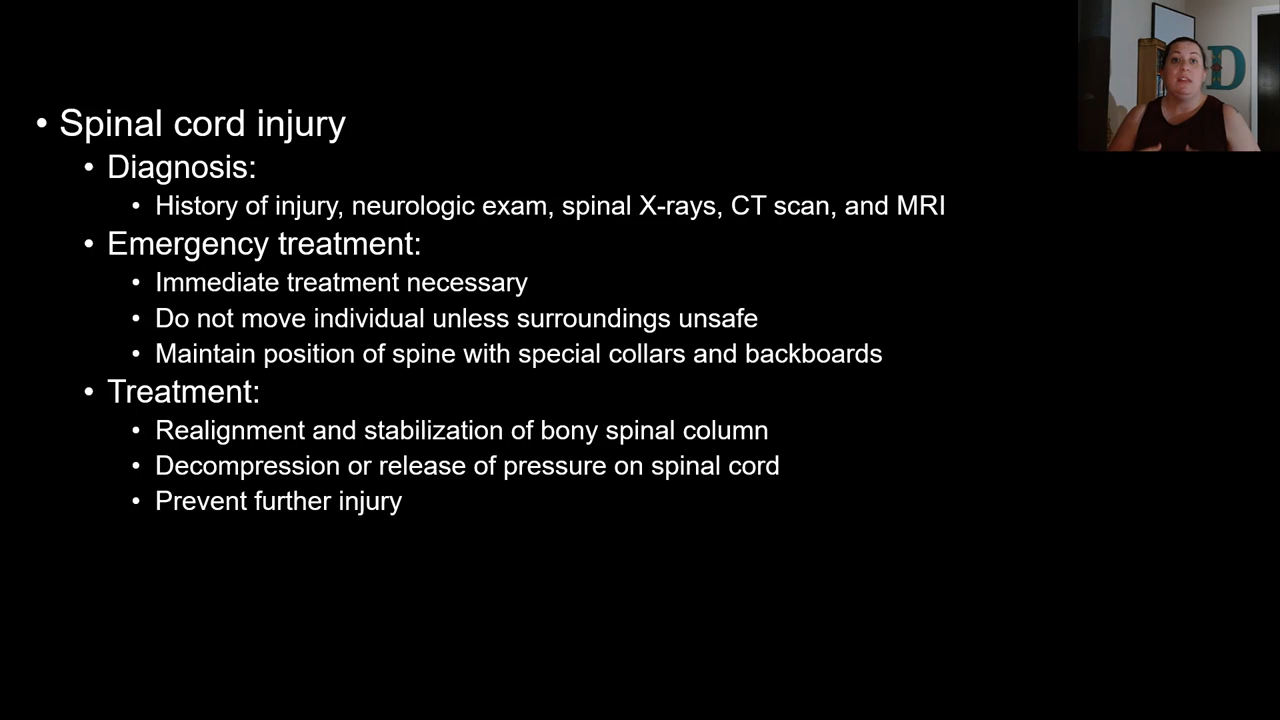 • Spinal cord injury
• Diagnosis:
• History of injury, neurologic exam, spinal X-rays, CT scan, and MRI
• Emergency treatment:
• Immediate treatment necessary
• Do not move individual unless surroundings unsafe
• Maintain position of spine with special collars and backboards
• Treatment:
• Realignment and stabilization of bony spinal column
• Decompression or release of pressure on spinal cord
• Prevent further injury
D